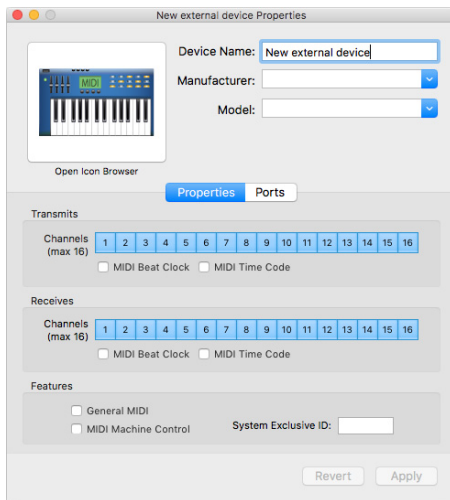 New external device Properties
MIDI
Device Name: New external device
Manufacturer:
Model:
Open Icon Browser
Properties Ports
Transmits
Channels (max 16) 1 2 3 4 5 6 7 8 9 10 11 12 13 14 15 16
MIDI Beat Clock MIDI Time Code
Receives
Channels (max 16) 1 2 3 4 5 6 7 8 9 10 11 12 13 14 15 16
MIDI Beat Clock MIDI Time Code
Features
General MIDI
MIDI Machine Control System Exclusive ID:
Revert Apply